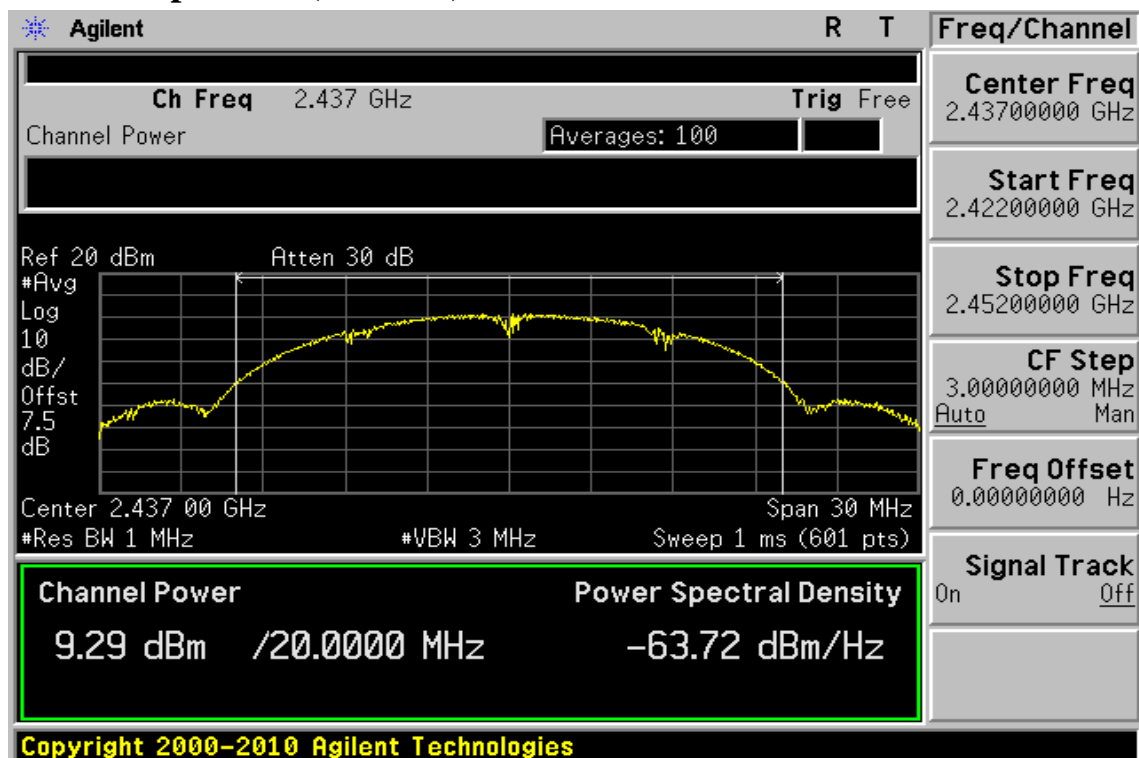 Agilent R T
Ch Freq 2.437 GHz Trig Free
Channel Power Averages: 100
Ref 20 dBm Atten 30 dB
#Avg
Log
10
dB/
Offst
7.5
dB
Center 2.437 00 GHz Span 30 MHz
#Res BW 1 MHz #VBW 3 MHz Sweep 1 ms (601 pts)
Channel Power Power Spectral Density
9.29 dBm /20.0000 MHz -63.72 dBm/Hz
Copyright 2000-2010 Agilent Technologies
Freq/Channel
Center Freq
2.43700000 GHz
Start Freq
2.42200000 GHz
Stop Freq
2.45200000 GHz
CF Step
3.00000000 MHz
Auto Man
Freq Offset
0.00000000 Hz
Signal Track
On Off